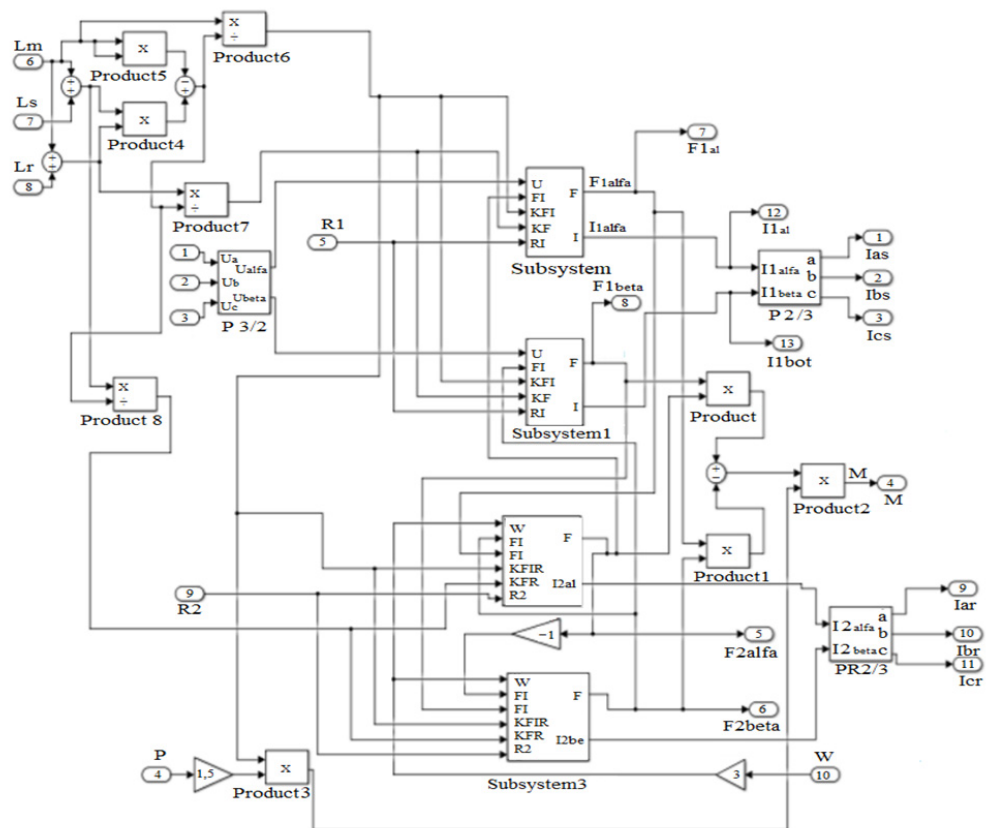 Lm
6
Ls
7
Lr
8
x
÷
Product6
x
Product5
x
Product4
+
+
−
+
+
+
x
÷
Product7
1
2
3
Ua
Ub
Uc
Ualfa
Ubeta
P 3/2
R1
5
U
FI
KFI
KF
RI
F
I
Subsystem
F1alfa
I1alfa
7
F1al
12
I1al
I1alfa
I1beta
a
b
c
P 2/3
1
Ias
2
Ibs
3
Ics
13
I1bot
F1beta
8
U
FI
KFI
KF
RI
F
I
Subsystem1
x
÷
Product 8
x
Product
+
−
x
Product2
M
4
M
x
Product1
W
FI
FI
KFIR
KFR
R2
F
I2al
9
R2
-1
5
F2alfa
I2alfa
I2beta
a
b
c
PR2/3
9
Iar
10
Ibr
11
Icr
W
FI
FI
KFIR
KFR
R2
F
I2be
Subsystem3
6
F2beta
P
4
1,5
x
Product3
3
W
10